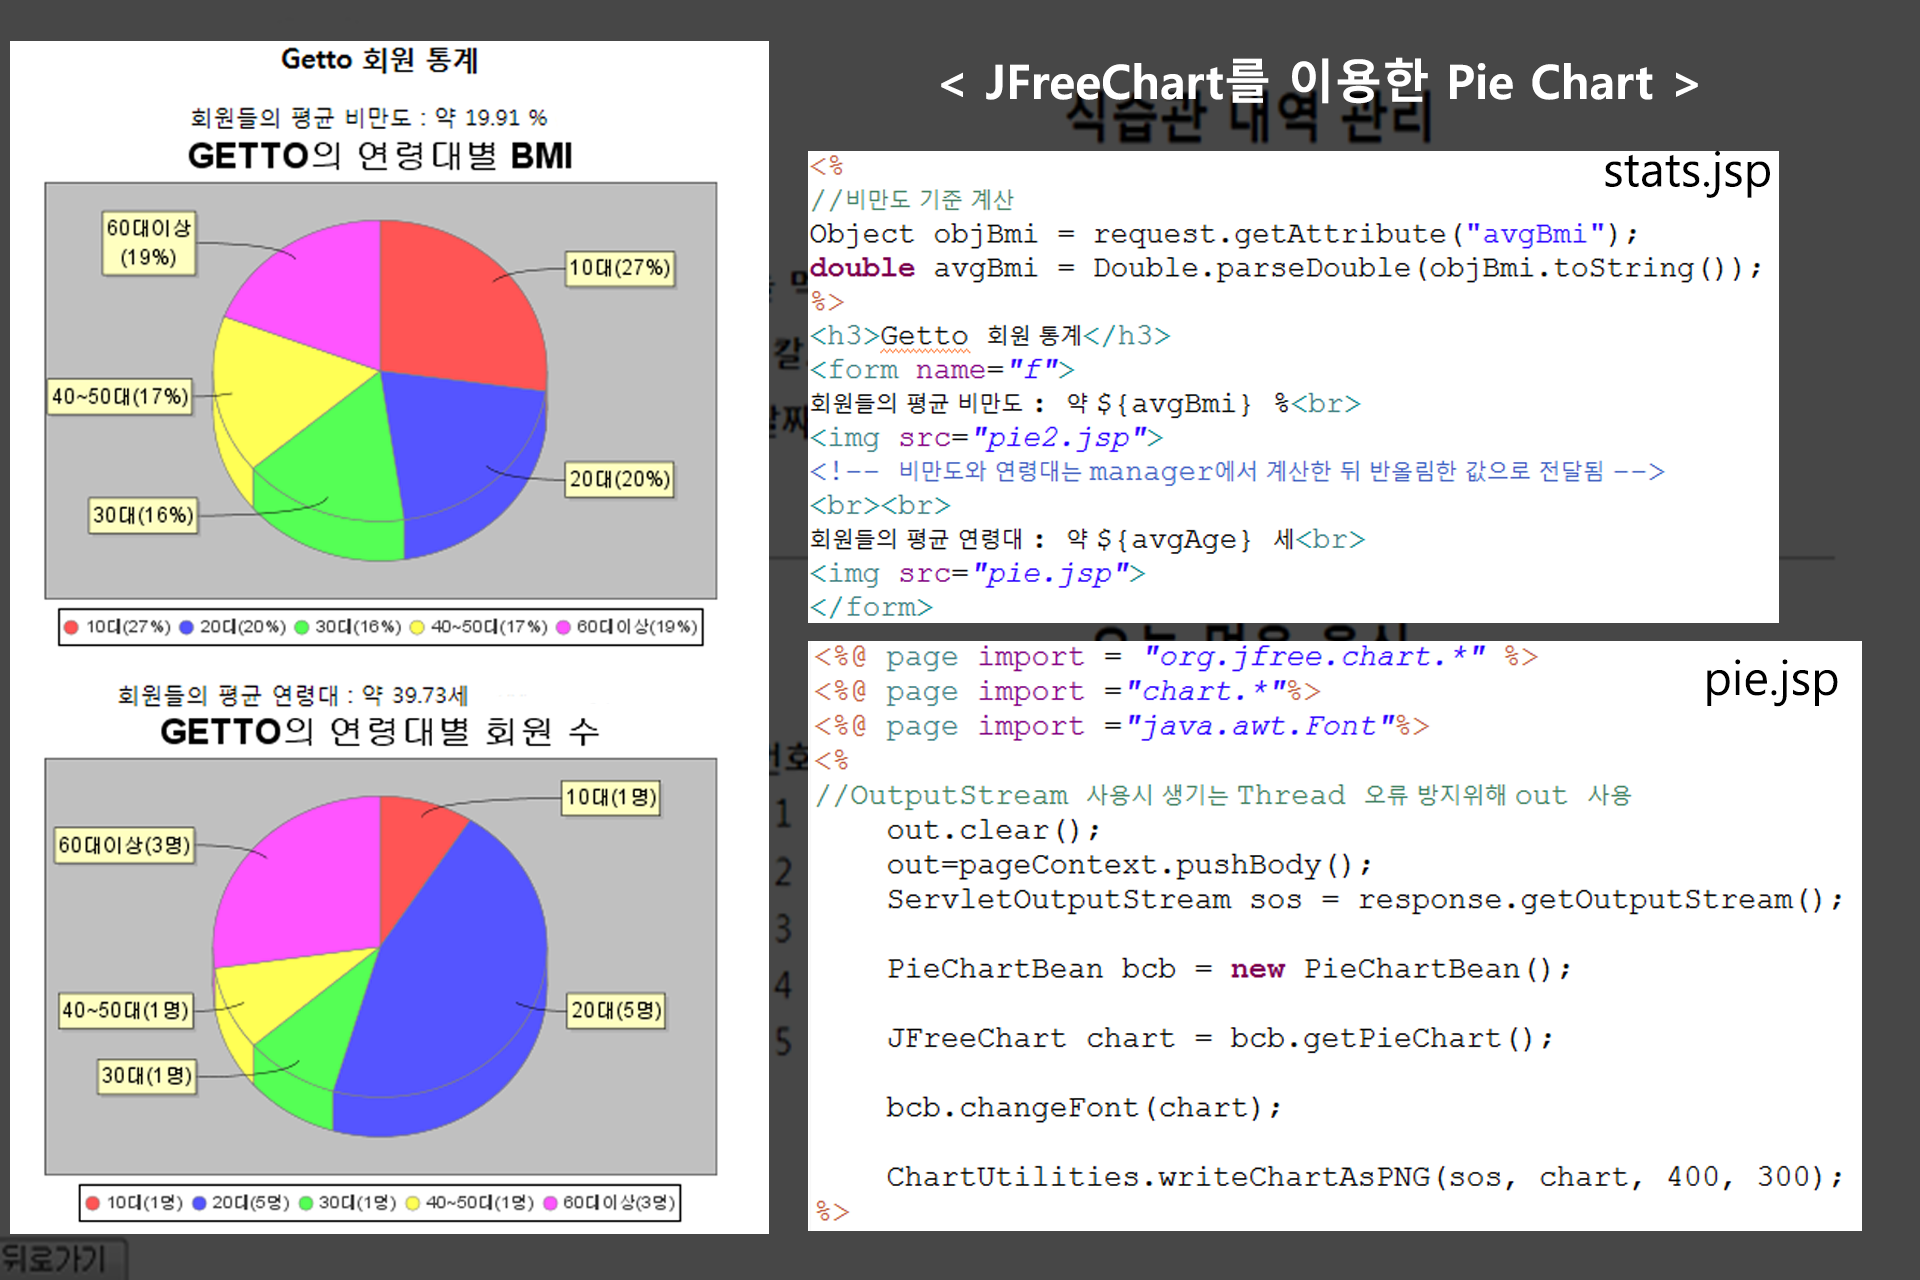 Getto 회원 통계
회원들의 평균 비만도 : 약 19.91 %
GETTO의 연령대별 BMI
60대이상
(19%)
10대(27%)
40~50대(17%)
20대(20%)
30대(16%)
10대(27%) 20대(20%) 30대(16%) 40~50대(17%) 60대이상(19%)
회원들의 평균 연령대 : 약 39.73세
GETTO의 연령대별 회원 수
10대(1명)
60대이상(3명)
40~50대(1명)
20대(5명)
30대(1명)
10대(1명) 20대(5명) 30대(1명) 40~50대(1명) 60대이상(3명)
뒤로가기
< JFreeChart를 이용한 Pie Chart >
식습관 내역 관리
stats.jsp
<%
//비만도 기준 계산
Object objBmi = request.getAttribute("avgBmi");
double avgBmi = Double.parseDouble(objBmi.toString());
%>
<h3>Getto 회원 통계</h3>
<form name="f">
회원들의 평균 비만도 : 약 ${avgBmi} %<br>
<img src="pie2.jsp">
<!-- 비만도와 연령대는 manager에서 계산한 뒤 반올림한 값으로 전달됨 -->
<br><br>
회원들의 평균 연령대 : 약 ${avgAge} 세<br>
<img src="pie.jsp">
</form>
pie.jsp
<%@ page import = "org.jfree.chart.*" %>
<%@ page import ="chart.*"%>
<%@ page import ="java.awt.Font"%>
<%
//OutputStream 사용시 생기는 Thread 오류 방지위해 out 사용
out.clear();
out=pageContext.pushBody();
ServletOutputStream sos = response.getOutputStream();
PieChartBean bcb = new PieChartBean();
JFreeChart chart = bcb.getPieChart();
bcb.changeFont(chart);
ChartUtilities.writeChartAsPNG(sos, chart, 400, 300);
%>
1
2
3
4
5